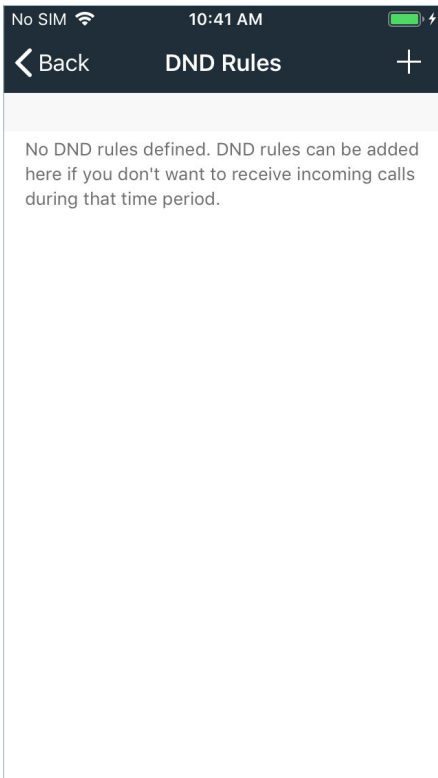 No SIM 10:41 AM
Back DND Rules
No DND rules defined. DND rules can be added
here if you don't want to receive incoming calls
during that time period.